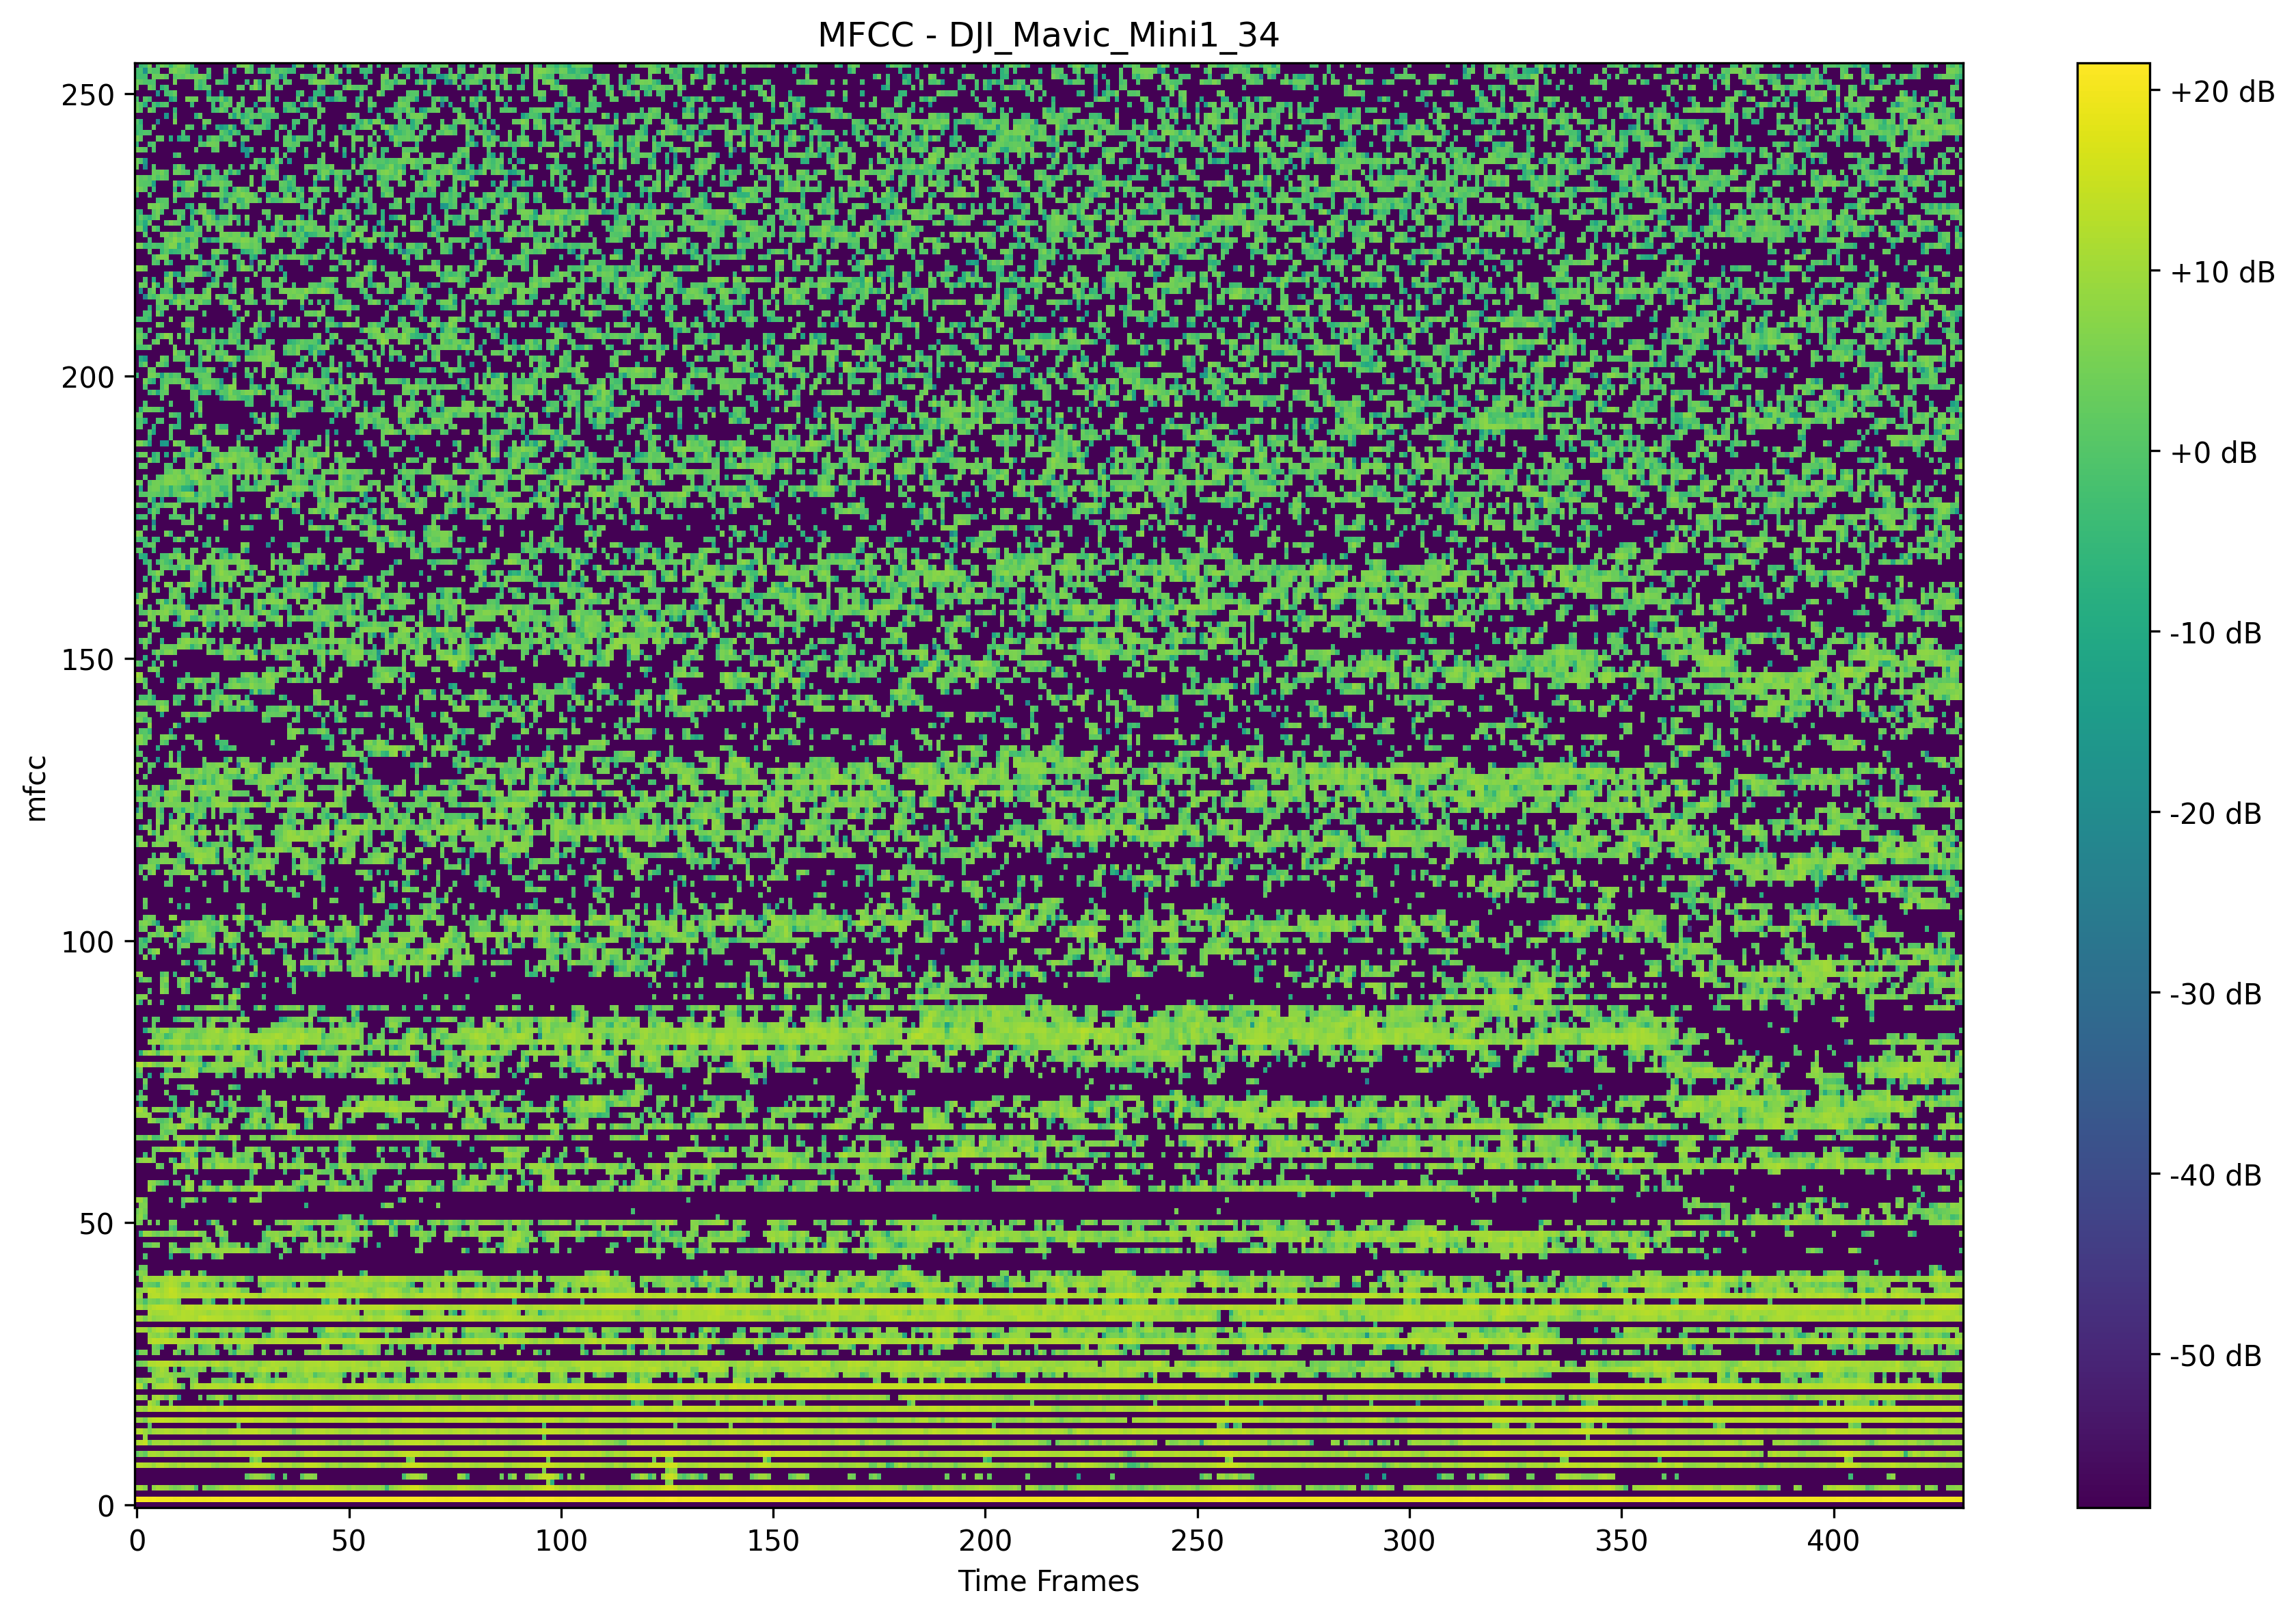 MFCC - DJI_Mavic_Mini1_34
250
200
150
100
50
0
mfcc
0 50 100 150 200 250 300 350 400
Time Frames
+20 dB
+10 dB
+0 dB
-10 dB
-20 dB
-30 dB
-40 dB
-50 dB